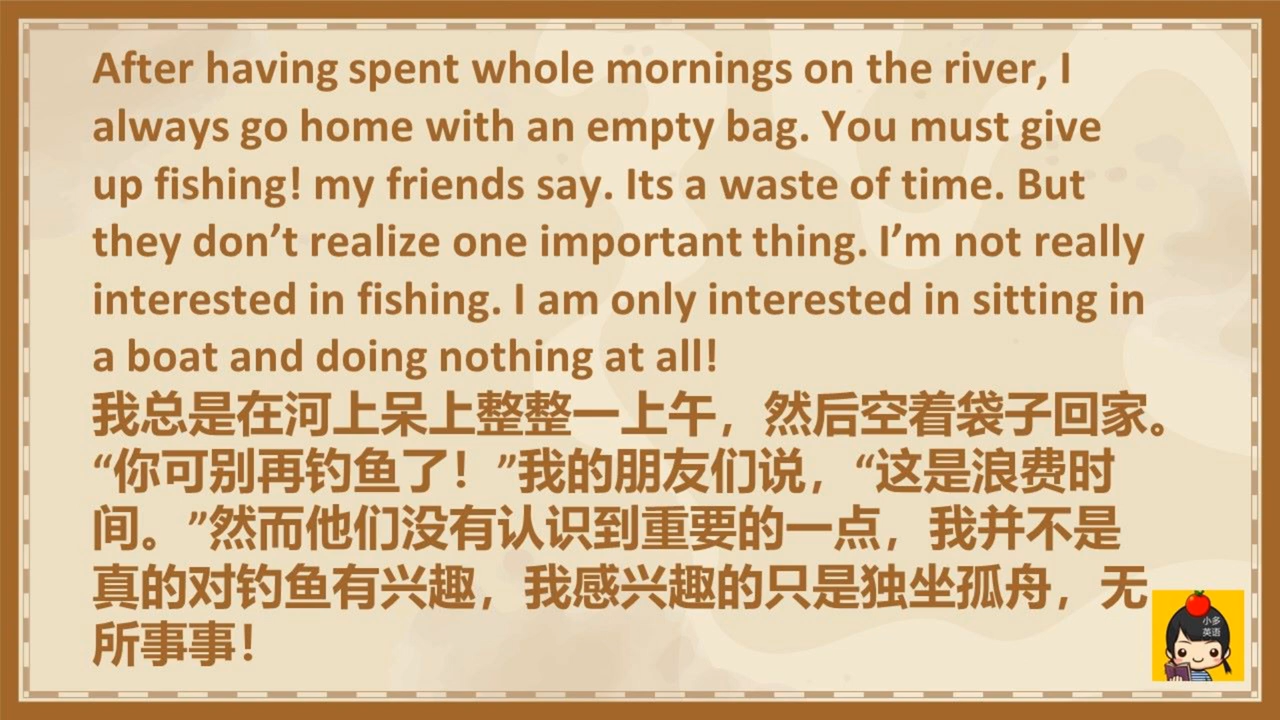 After having spent whole mornings on the river, I
always go home with an empty bag. You must give
up fishing! my friends say. Its a waste of time. But
they don’t realize one important thing. I’m not really
interested in fishing. I am only interested in sitting in
a boat and doing nothing at all!
我总是在河上呆上整整一上午，然后空着袋子回家。
“你可别再钓鱼了！”我的朋友们说，“这是浪费时
间。”然而他们没有认识到重要的一点，我并不是
真的对钓鱼有兴趣，我感兴趣的只是独坐孤舟，无
所事事！
小多
英语